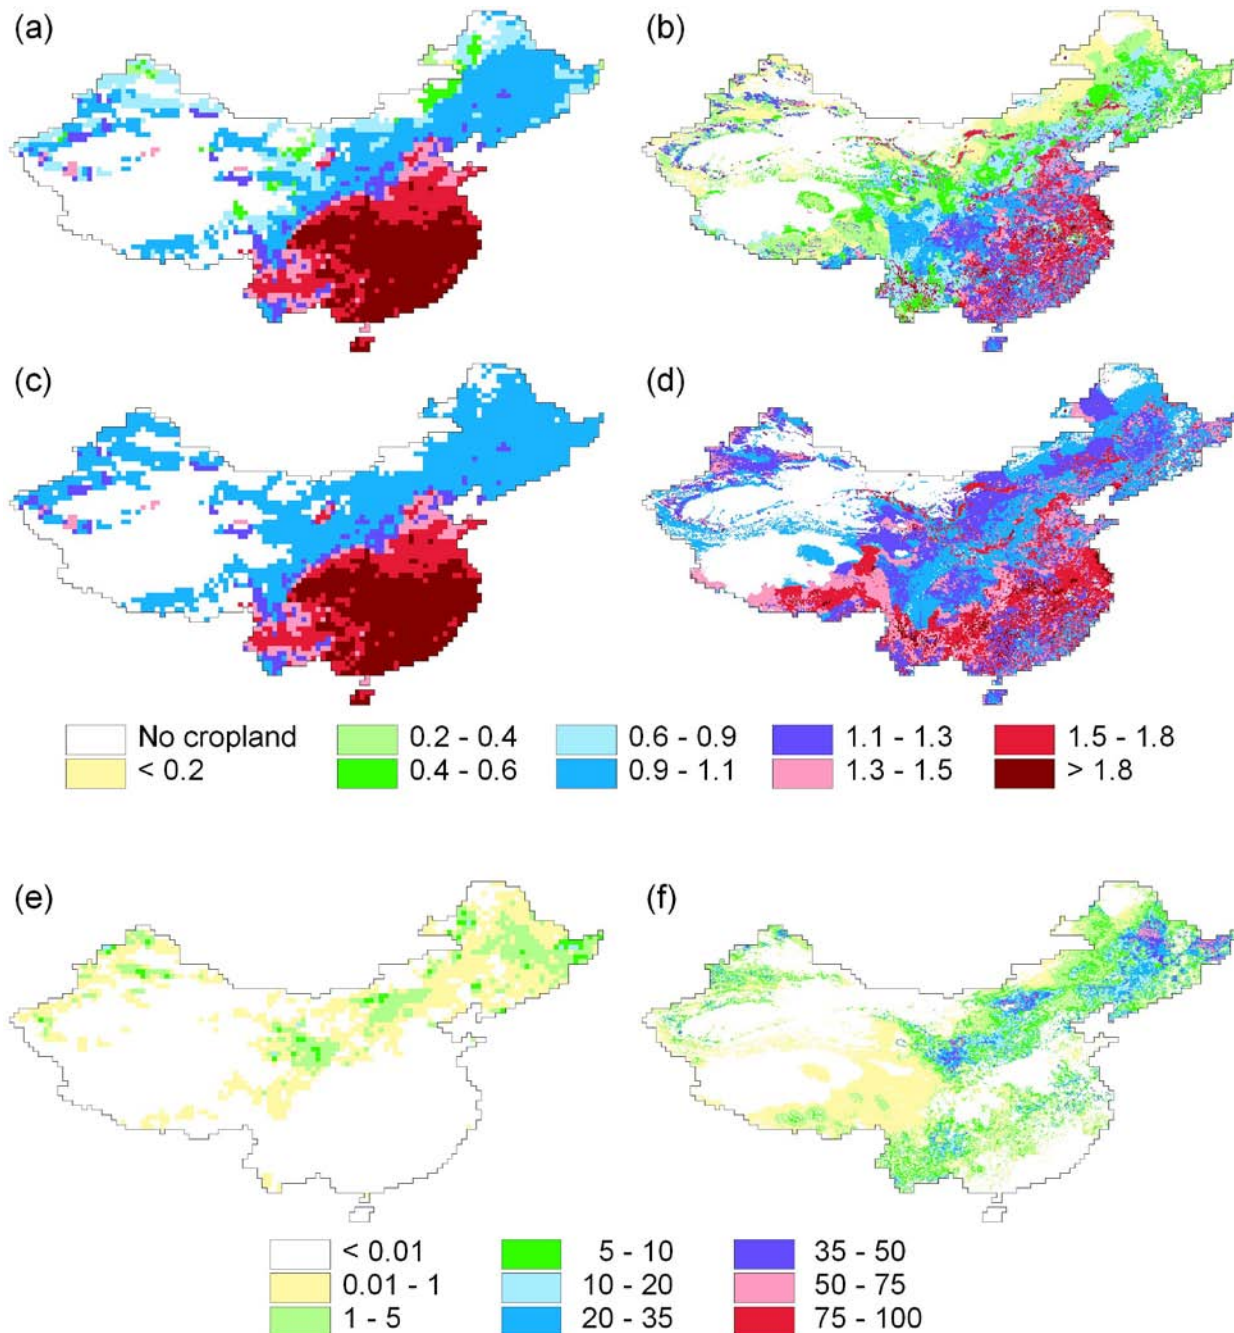 (a) (b)
(c) (d)
No cropland 0.2 - 0.4 0.6 - 0.9 1.1 - 1.3 1.5 - 1.8
< 0.2 0.4 - 0.6 0.9 - 1.1 1.3 - 1.5 > 1.8
(e) (f)
< 0.01 5 - 10 35 - 50
0.01 - 1 10 - 20 50 - 75
1 - 5 20 - 35 75 - 100